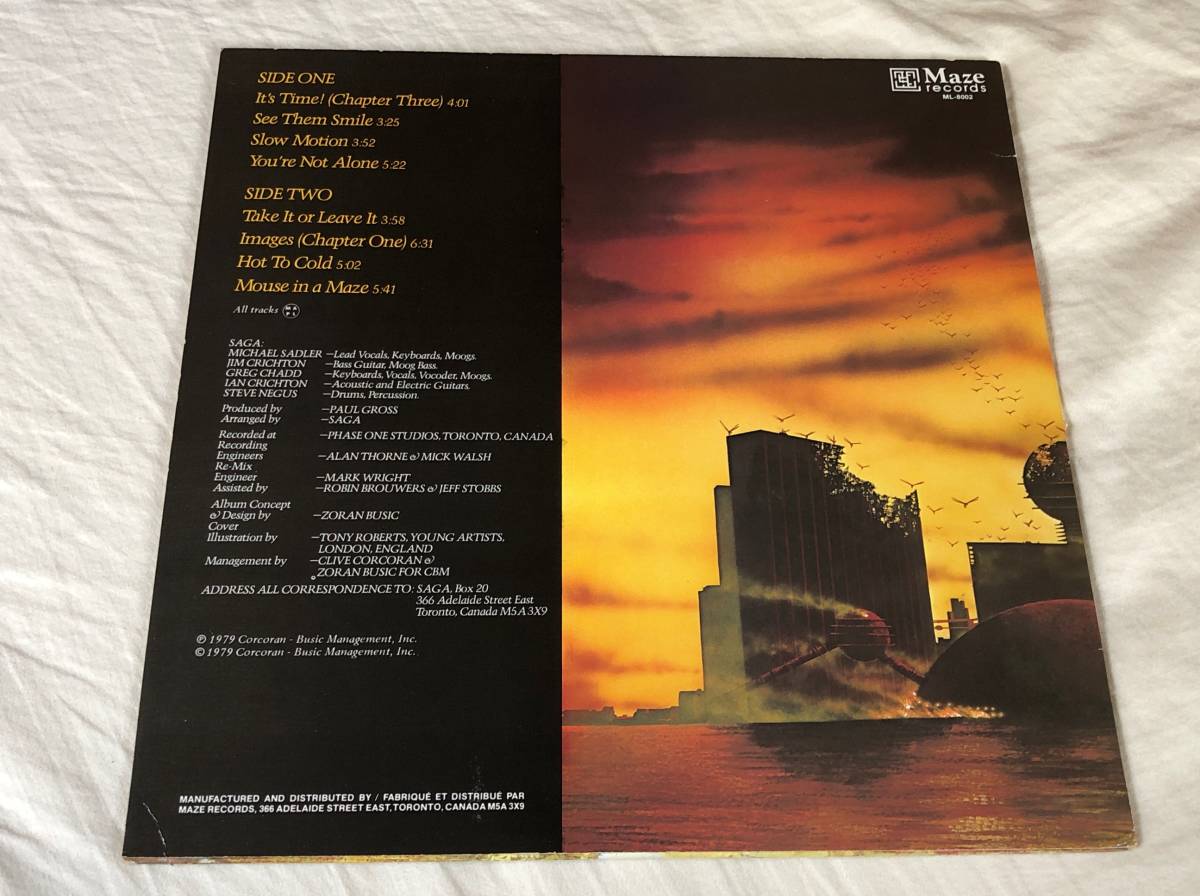 SIDE ONE
It's Time! (Chapter Three) 4:01
See Them Smile 3:25
Slow Motion 3:52
You're Not Alone 5:22
SIDE TWO
Take It or Leave It 3:58
Images (Chapter One) 6:31
Hot To Cold 5:02
Mouse in a Maze 5:41
All tracks MAPL
SAGA:
MICHAEL SADLER —Lead Vocals, Keyboards, Moogs.
JIM CRICHTON —Bass Guitar, Moog Bass.
GREG CHADD —Keyboards, Vocals, Vocoder, Moogs.
IAN CRICHTON —Acoustic and Electric Guitars.
STEVE NEGUS —Drums, Percussion.
Produced by —PAUL GROSS
Arranged by —SAGA
Recorded at —PHASE ONE STUDIOS, TORONTO, CANADA
Recording
Engineers —ALAN THORNE & MICK WALSH
Re-Mix
Engineer —MARK WRIGHT
Assisted by —ROBIN BROUWERS & JEFF STOBBS
Album Concept
& Design by —ZORAN BUSIC
Cover
Illustration by —TONY ROBERTS, YOUNG ARTISTS,
LONDON, ENGLAND
Management by —CLIVE CORCORAN &
ZORAN BUSIC FOR CBM
ADDRESS ALL CORRESPONDENCE TO: SAGA, Box 20
366 Adelaide Street East
Toronto, Canada M5A 3X9
℗ 1979 Corcoran - Busic Management, Inc.
© 1979 Corcoran - Busic Management, Inc.
MANUFACTURED AND DISTRIBUTED BY / FABRIQUÉ ET DISTRIBUÉ PAR
MAZE RECORDS, 366 ADELAIDE STREET EAST, TORONTO, CANADA M5A 3X9
Maze
records
ML-8002